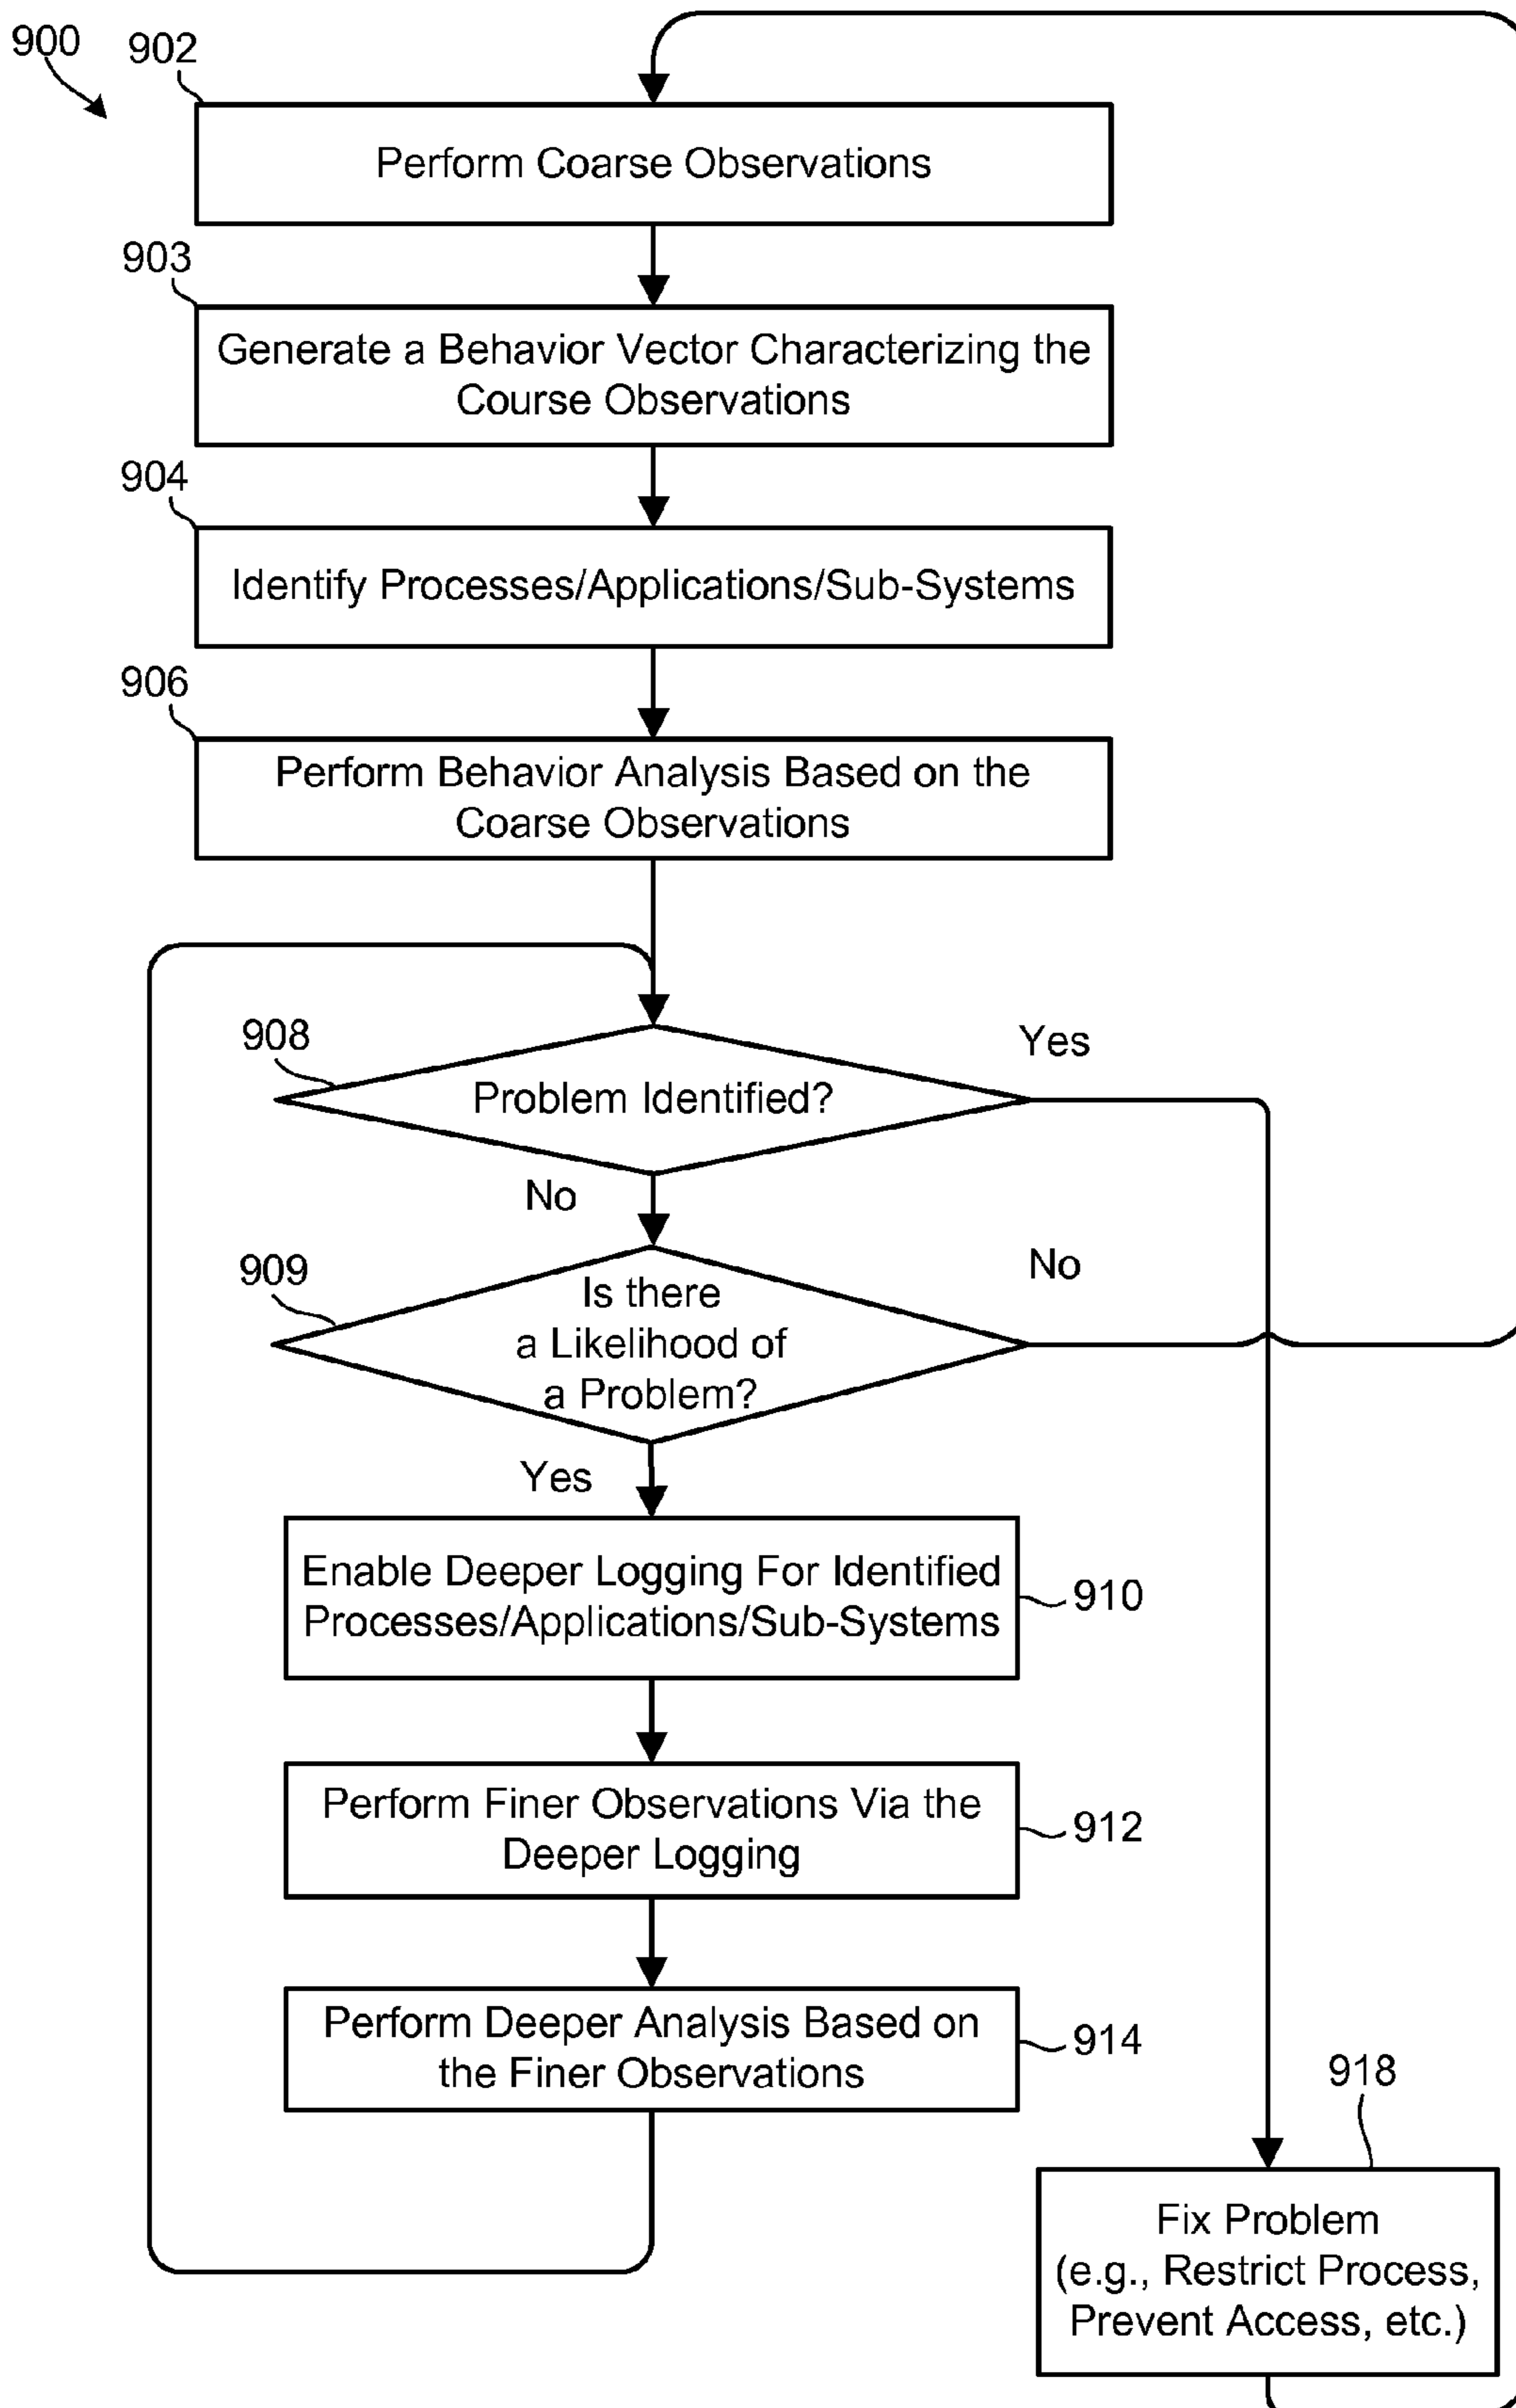 900
902
Perform Coarse Observations
903
Generate a Behavior Vector Characterizing the
Course Observations
904
Identify Processes/Applications/Sub-Systems
906
Perform Behavior Analysis Based on the
Coarse Observations
908
Problem Identified?
Yes
No
909
Is there
a Likelihood of
a Problem?
No
Yes
Enable Deeper Logging For Identified
Processes/Applications/Sub-Systems
910
Perform Finer Observations Via the
Deeper Logging
912
Perform Deeper Analysis Based on
the Finer Observations
914
918
Fix Problem
(e.g., Restrict Process,
Prevent Access, etc.)